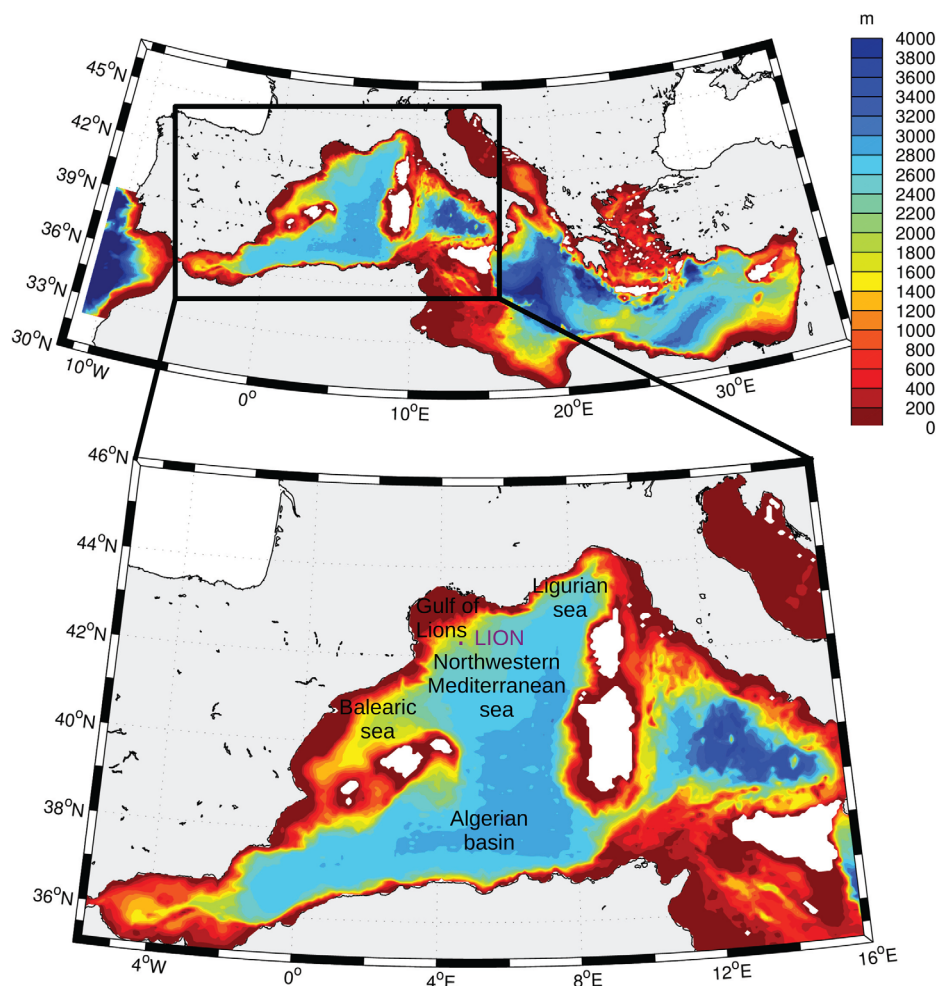 m
4000
3800
3600
3400
3200
3000
2800
2600
2400
2200
2000
1800
1600
1400
1200
1000
800
600
400
200
0
45°N
42°N
39°N
36°N
33°N
30°N
10°W
0°
10°E
20°E
30°E
46°N
44°N
42°N
40°N
38°N
36°N
Ligurian
sea
Gulf of
Lions
LION
Northwestern
Mediterranean
sea
Balearic
sea
Algerian
basin
4°W
0°
4°E
8°E
12°E
16°E